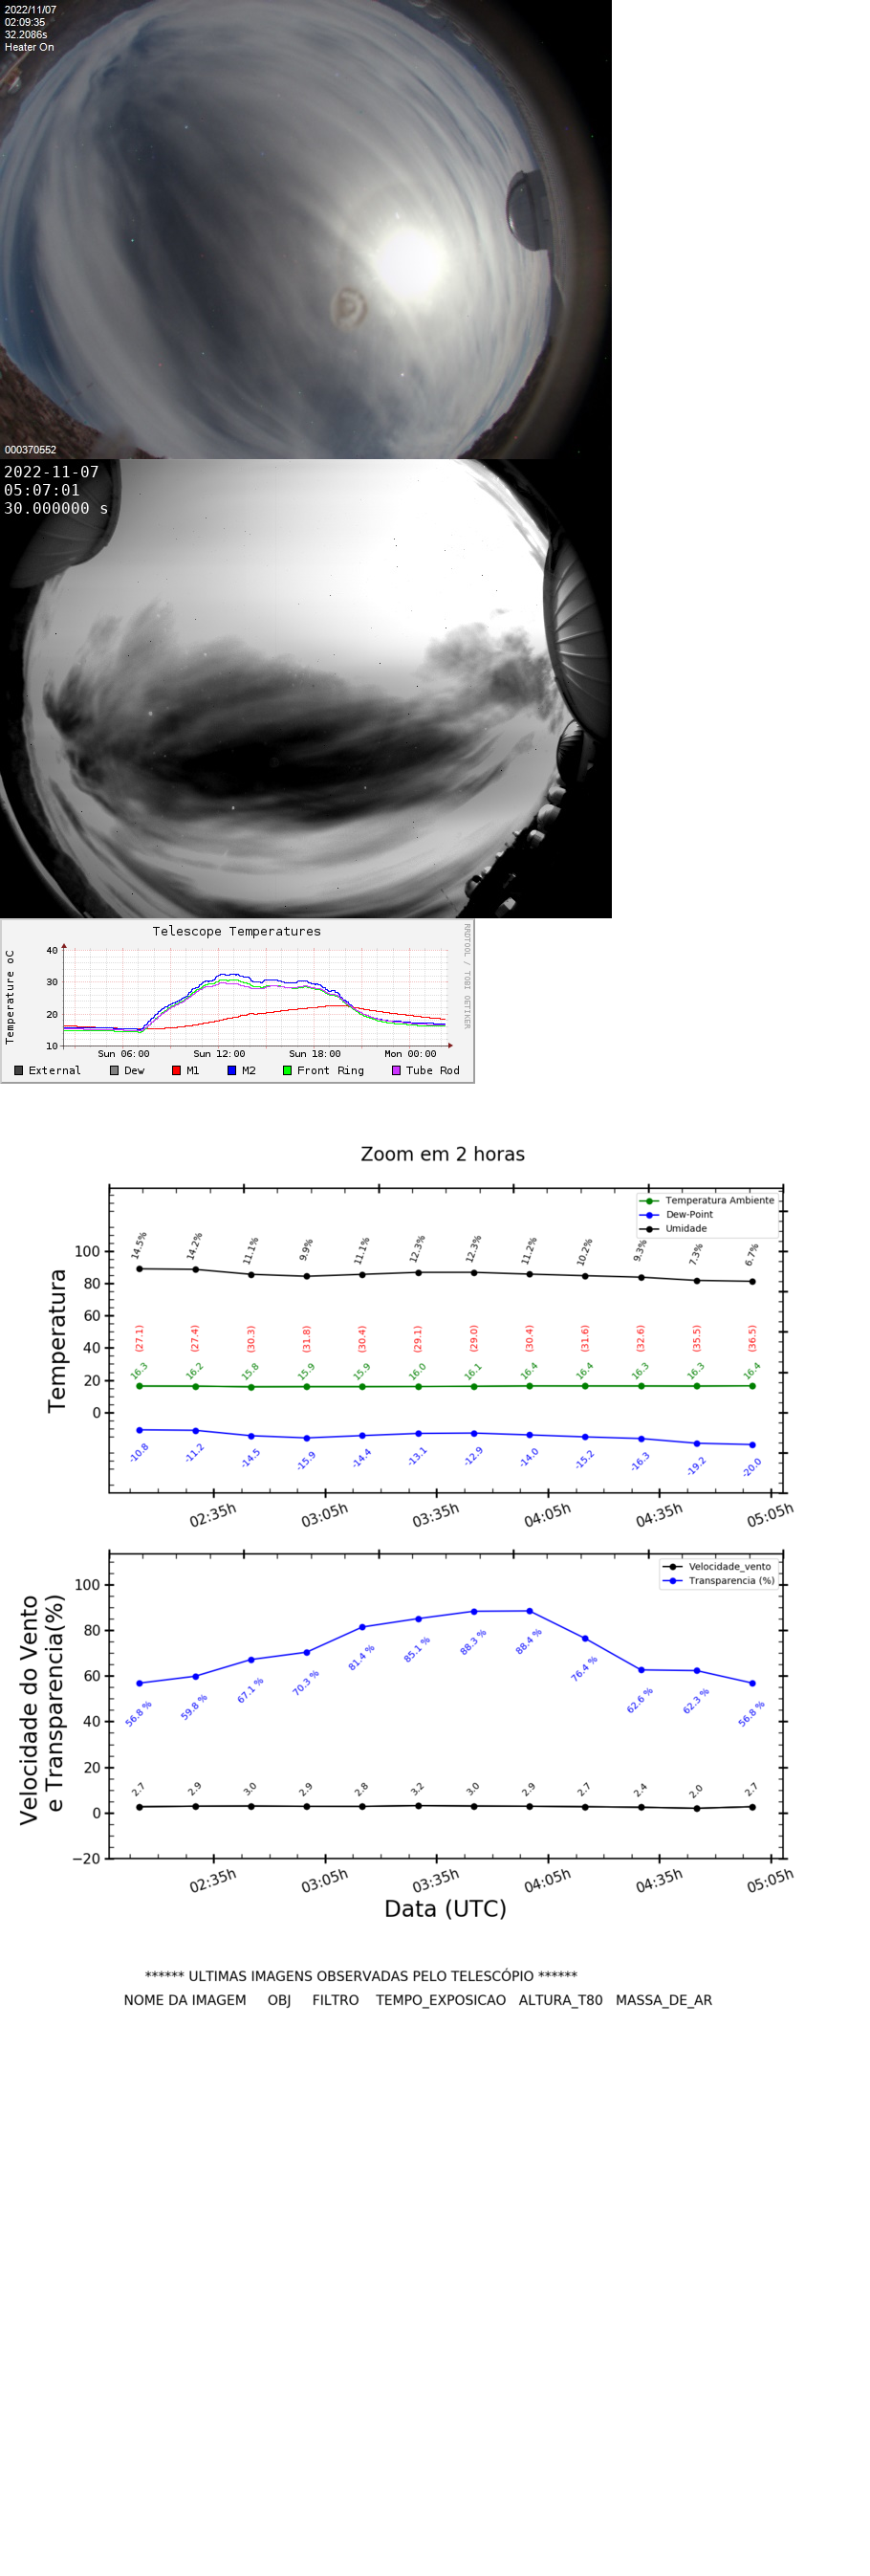 2022/11/07
02:09:35
32.2086s
Heater On
000370552
2022-11-07
05:07:01
30.000000 s
Telescope Temperatures
RRDTOOL / TOBI OETIKER
Temperature oC
40
30
20
10
Sun 06:00 Sun 12:00 Sun 18:00 Mon 00:00
External Dew M1 M2 Front Ring Tube Rod
Zoom em 2 horas
Temperatura Ambiente
Dew-Point
Umidade
Temperatura
100
80
60
40
20
0
14.5% 14.2% 11.1% 9.9% 11.1% 12.3% 12.3% 11.2% 10.2% 9.3% 7.3% 6.7%
(27.1) (27.4) (30.3) (31.8) (30.4) (29.1) (29.0) (30.4) (31.6) (32.6) (35.5) (36.5)
16.3 16.2 15.8 15.9 15.9 16.0 16.1 16.4 16.4 16.3 16.3 16.4
-10.8 -11.2 -14.5 -15.9 -14.4 -13.1 -12.9 -14.0 -15.2 -16.3 -19.2 -20.0
02:35h 03:05h 03:35h 04:05h 04:35h 05:05h
Velocidade_vento
Transparencia (%)
Velocidade do Vento
e Transparencia(%)
100
80
60
40
20
0
−20
56.8 % 59.8 % 67.1 % 70.3 % 81.4 % 85.1 % 88.3 % 88.4 % 76.4 % 62.6 % 62.3 % 56.8 %
2.7 2.9 3.0 2.9 2.8 3.2 3.0 2.9 2.7 2.4 2.0 2.7
02:35h 03:05h 03:35h 04:05h 04:35h 05:05h
Data (UTC)
****** ULTIMAS IMAGENS OBSERVADAS PELO TELESCÓPIO ******
NOME DA IMAGEM OBJ FILTRO TEMPO_EXPOSICAO ALTURA_T80 MASSA_DE_AR